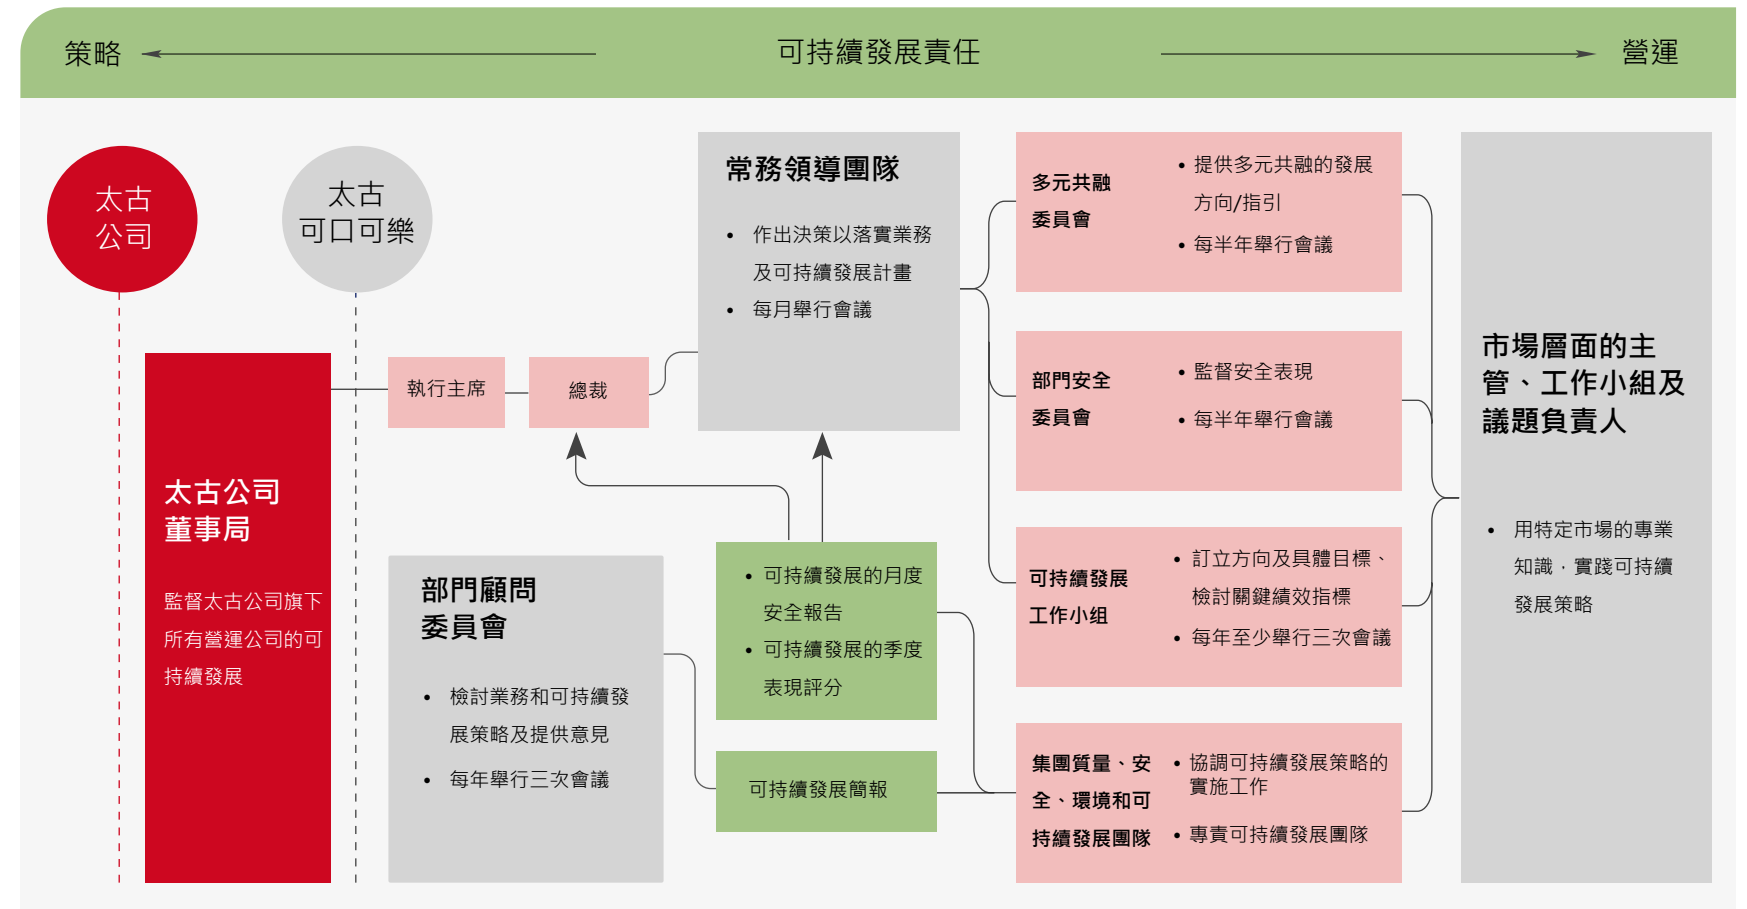 策略
可持續發展責任
營運
太古
公司
太古
可口可樂
太古公司
董事局
監督太古公司旗下
所有營運公司的可
持續發展
執行主席
總裁
常務領導團隊
• 作出決策以落實業務
及可持續發展計畫
• 每月舉行會議
部門顧問
委員會
• 檢討業務和可持續發
展策略及提供意見
• 每年舉行三次會議
• 可持續發展的月度
安全報告
• 可持續發展的季度
表現評分
可持續發展簡報
多元共融
委員會
• 提供多元共融的發展
方向/指引
• 每半年舉行會議
部門安全
委員會
• 監督安全表現
• 每半年舉行會議
可持續發展
工作小組
• 訂立方向及具體目標、
檢討關鍵績效指標
• 每年至少舉行三次會議
集團質量、安
全、環境和可
持續發展團隊
• 協調可持續發展策略的
實施工作
• 專責可持續發展團隊
市場層面的主
管、工作小組及
議題負責人
• 用特定市場的專業
知識，實踐可持續
發展策略